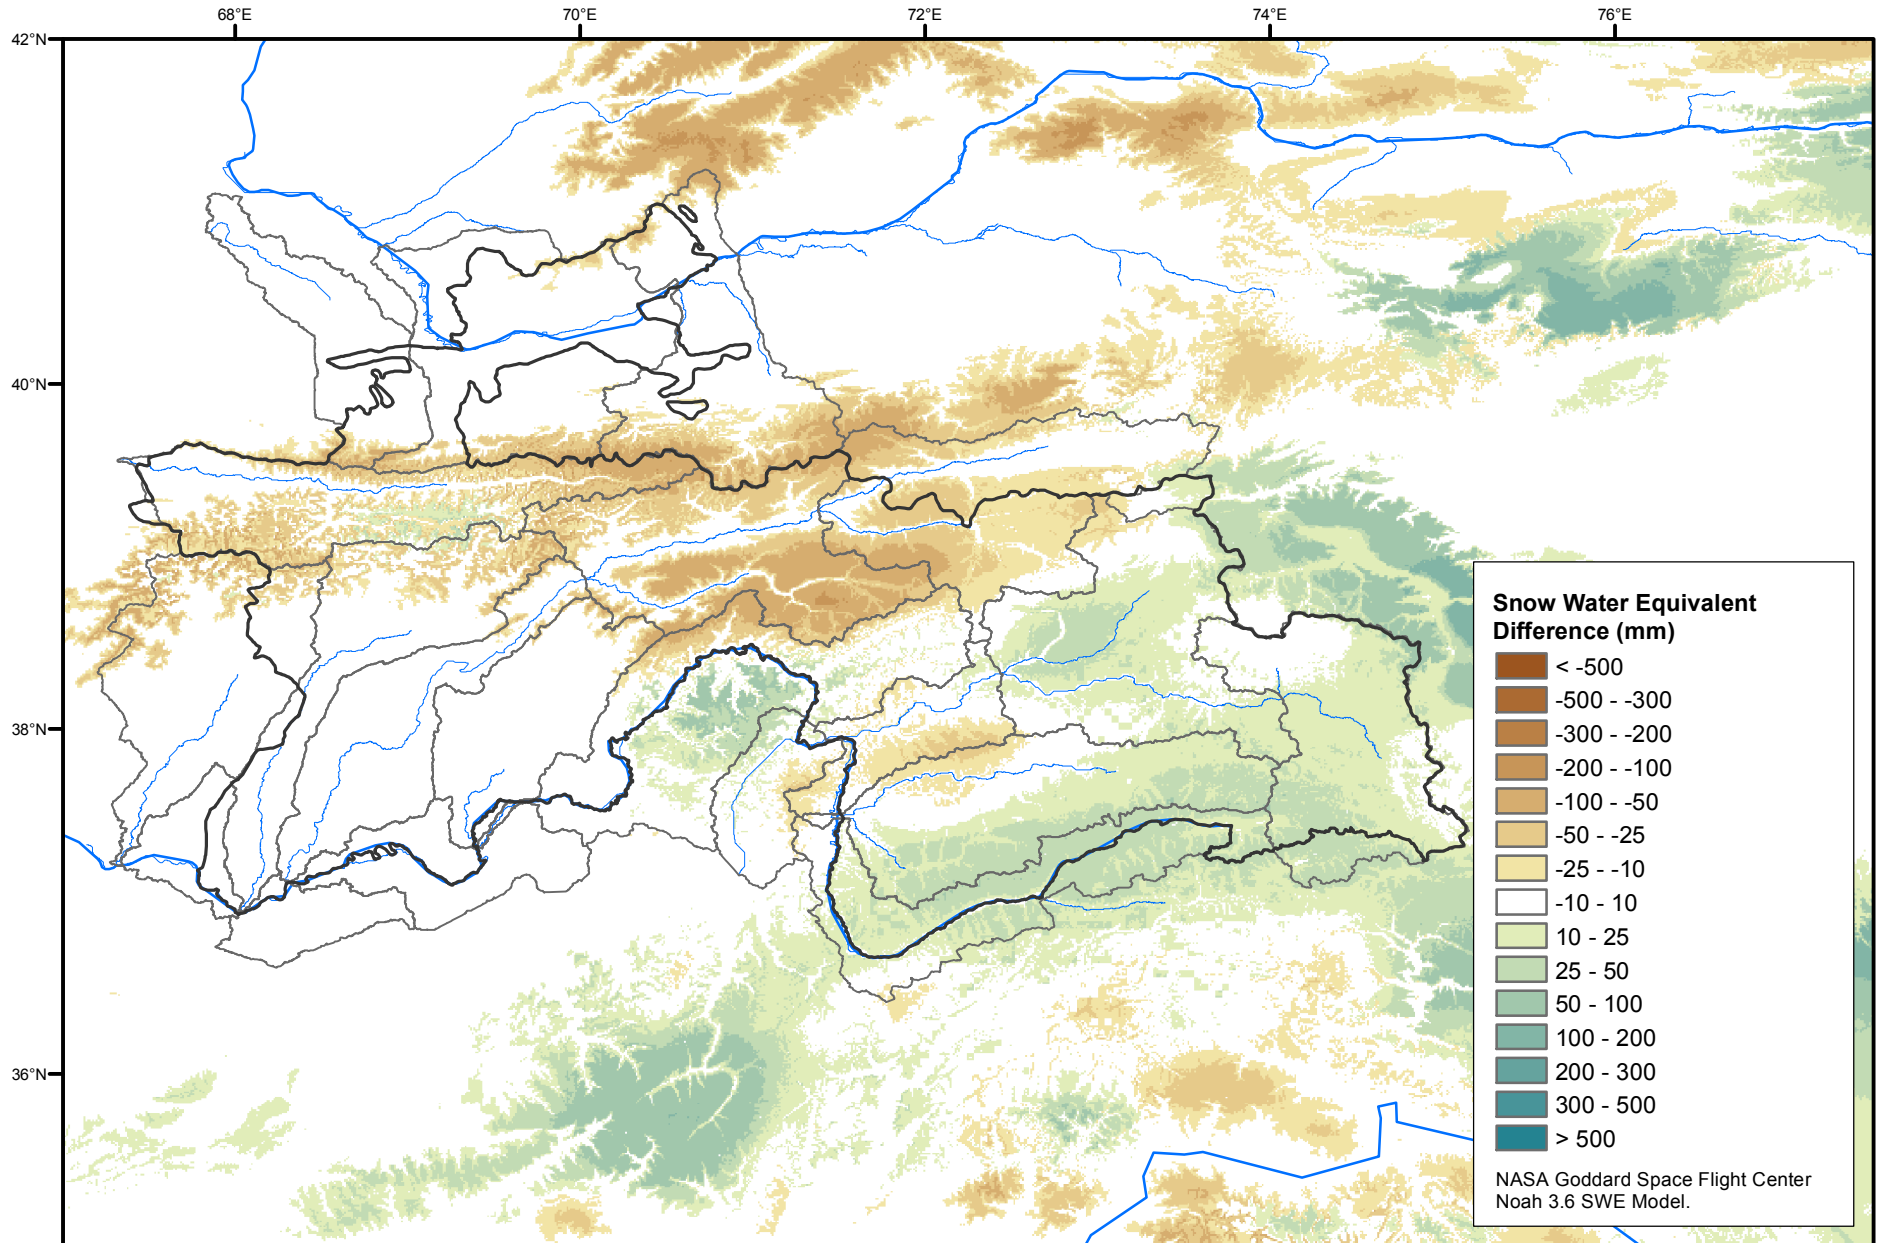 68°E 70°E 72°E 74°E 76°E
42°N
40°N
38°N
36°N
Snow Water Equivalent
Difference (mm)
< -500
-500 - -300
-300 - -200
-200 - -100
-100 - -50
-50 - -25
-25 - -10
-10 - 10
10 - 25
25 - 50
50 - 100
100 - 200
200 - 300
300 - 500
> 500
NASA Goddard Space Flight Center
Noah 3.6 SWE Model.